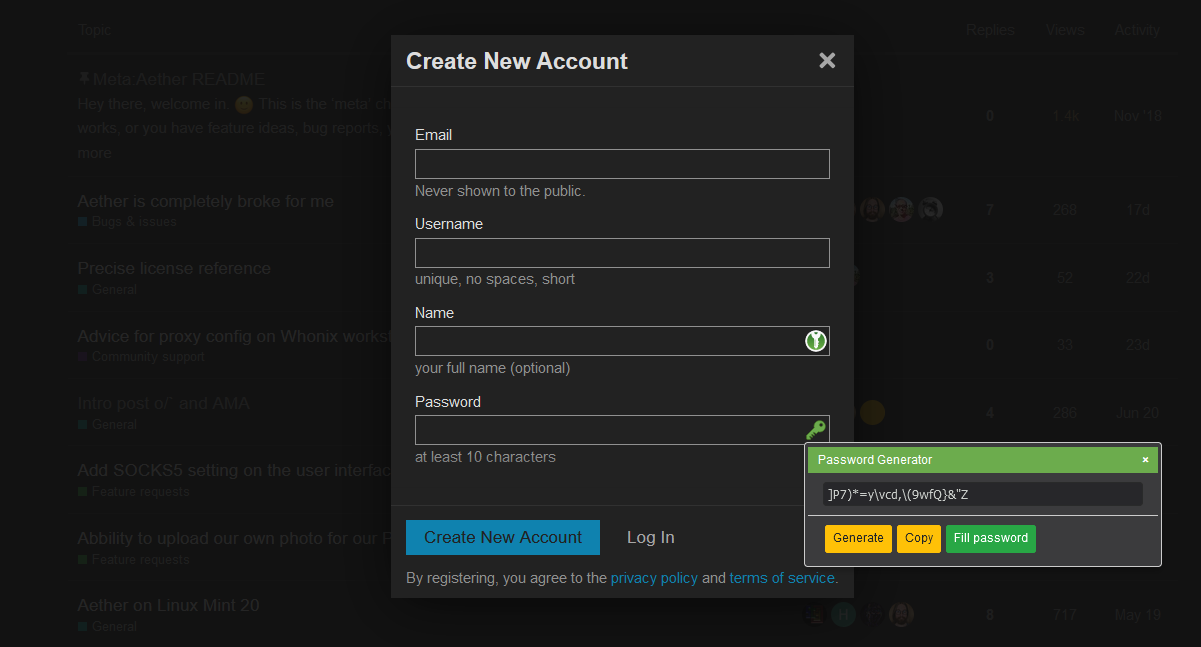 Topic Replies Views Activity
Create New Account ×
Meta:Aether README
Hey there, welcome in. This is the 'meta' ch
works, or you have feature ideas, bug reports,
more
0 1.4k Nov '18
Email
Never shown to the public.
Aether is completely broke for me
Bugs & issues
7 268 17d
Username
unique, no spaces, short
Precise license reference
General
3 52 22d
Name
your full name (optional)
Advice for proxy config on Whonix workst
Community support
0 33 23d
Password
at least 10 characters
Intro post o/" and AMA
General
4 286 Jun 20
Password Generator ×
]P7)*=y\vcd,\(9wfQ}&"Z
Generate Copy Fill password
Add SOCKS5 setting on the user interfac
Feature requests
Create New Account Log In
Abbility to upload our own photo for our P
Feature requests
By registering, you agree to the privacy policy and terms of service.
Aether on Linux Mint 20
General
H
8 717 May 19